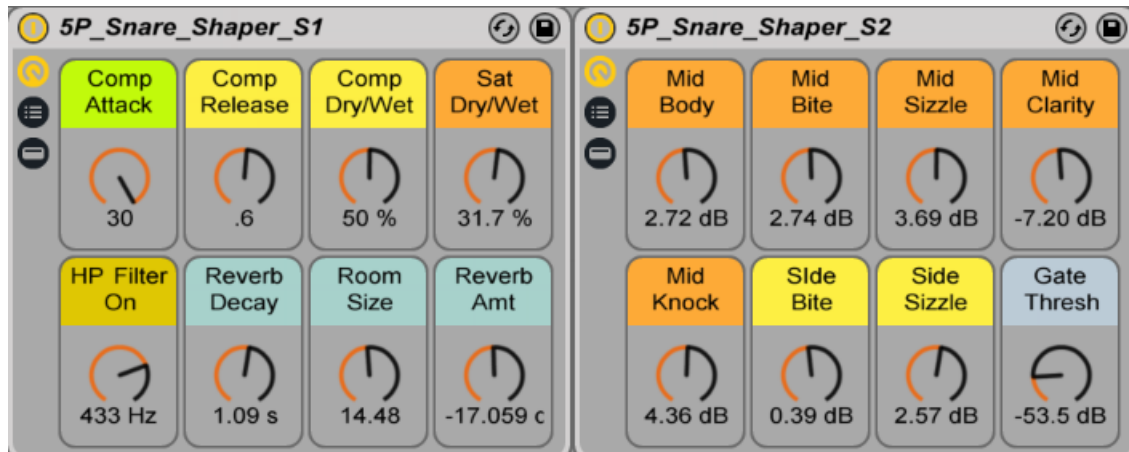 5P_Snare_Shaper_S1
Comp Attack
Comp Release
Comp Dry/Wet
Sat Dry/Wet
30
.6
50 %
31.7 %
HP Filter On
Reverb Decay
Room Size
Reverb Amt
433 Hz
1.09 s
14.48
-17.059 c
5P_Snare_Shaper_S2
Mid Body
Mid Bite
Mid Sizzle
Mid Clarity
2.72 dB
2.74 dB
3.69 dB
-7.20 dB
Mid Knock
SIde Bite
Side Sizzle
Gate Thresh
4.36 dB
0.39 dB
2.57 dB
-53.5 dB